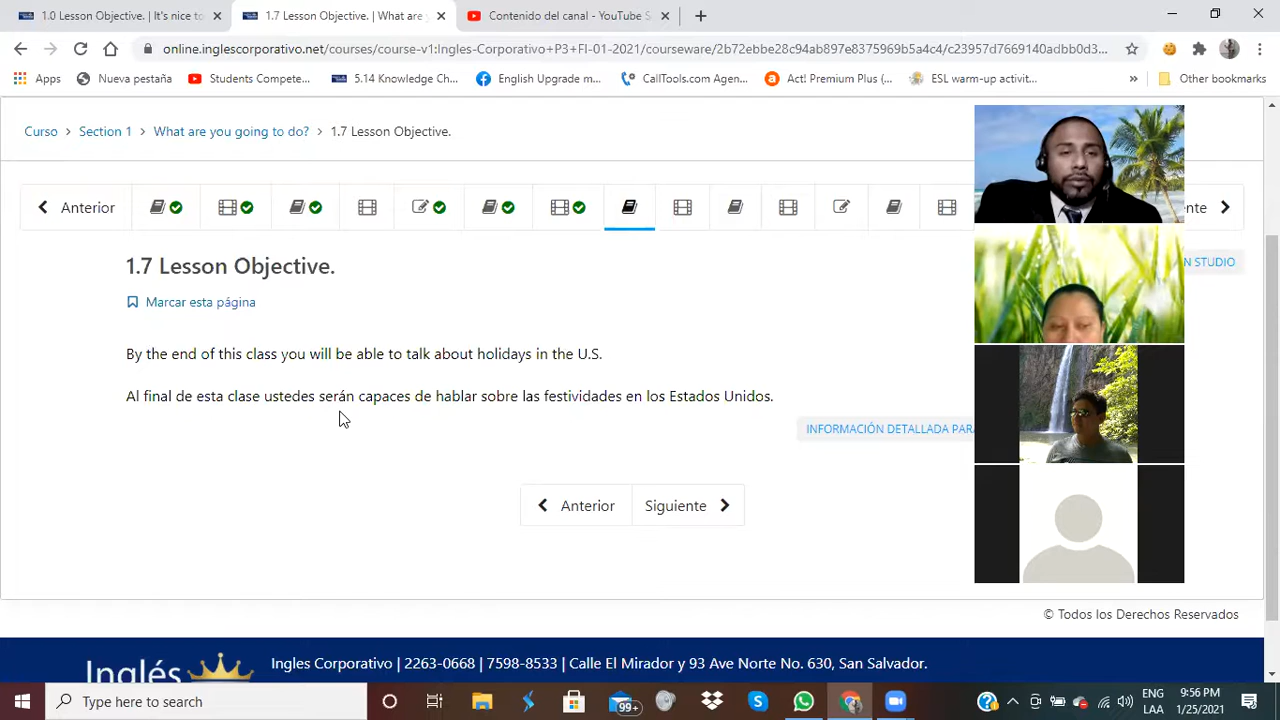 1.0 Lesson Objective. | It's nice to
1.7 Lesson Objective. | What are y
Contenido del canal - YouTube S
online.inglescorporativo.net/courses/course-v1:Ingles-Corporativo+P3+FI-01-2021/courseware/2b72ebbe28c94ab897e8375969b5a4c4/c23957d7669140adbb0d3...
Apps
Nueva pestaña
Students Compete...
5.14 Knowledge Ch...
English Upgrade m...
CallTools.com Agen...
Act! Premium Plus (...
ESL warm-up activit...
»
Other bookmarks
Curso > Section 1 > What are you going to do? > 1.7 Lesson Objective.
Anterior
nte
1.7 Lesson Objective.
N STUDIO
Marcar esta página
By the end of this class you will be able to talk about holidays in the U.S.
Al final de esta clase ustedes serán capaces de hablar sobre las festividades en los Estados Unidos.
INFORMACIÓN DETALLADA PARA
Anterior
Siguiente
© Todos los Derechos Reservados
Inglés
Ingles Corporativo | 2263-0668 | 7598-8533 | Calle El Mirador y 93 Ave Norte No. 630, San Salvador.
Type here to search
99+
ENG
LAA
9:56 PM
1/25/2021